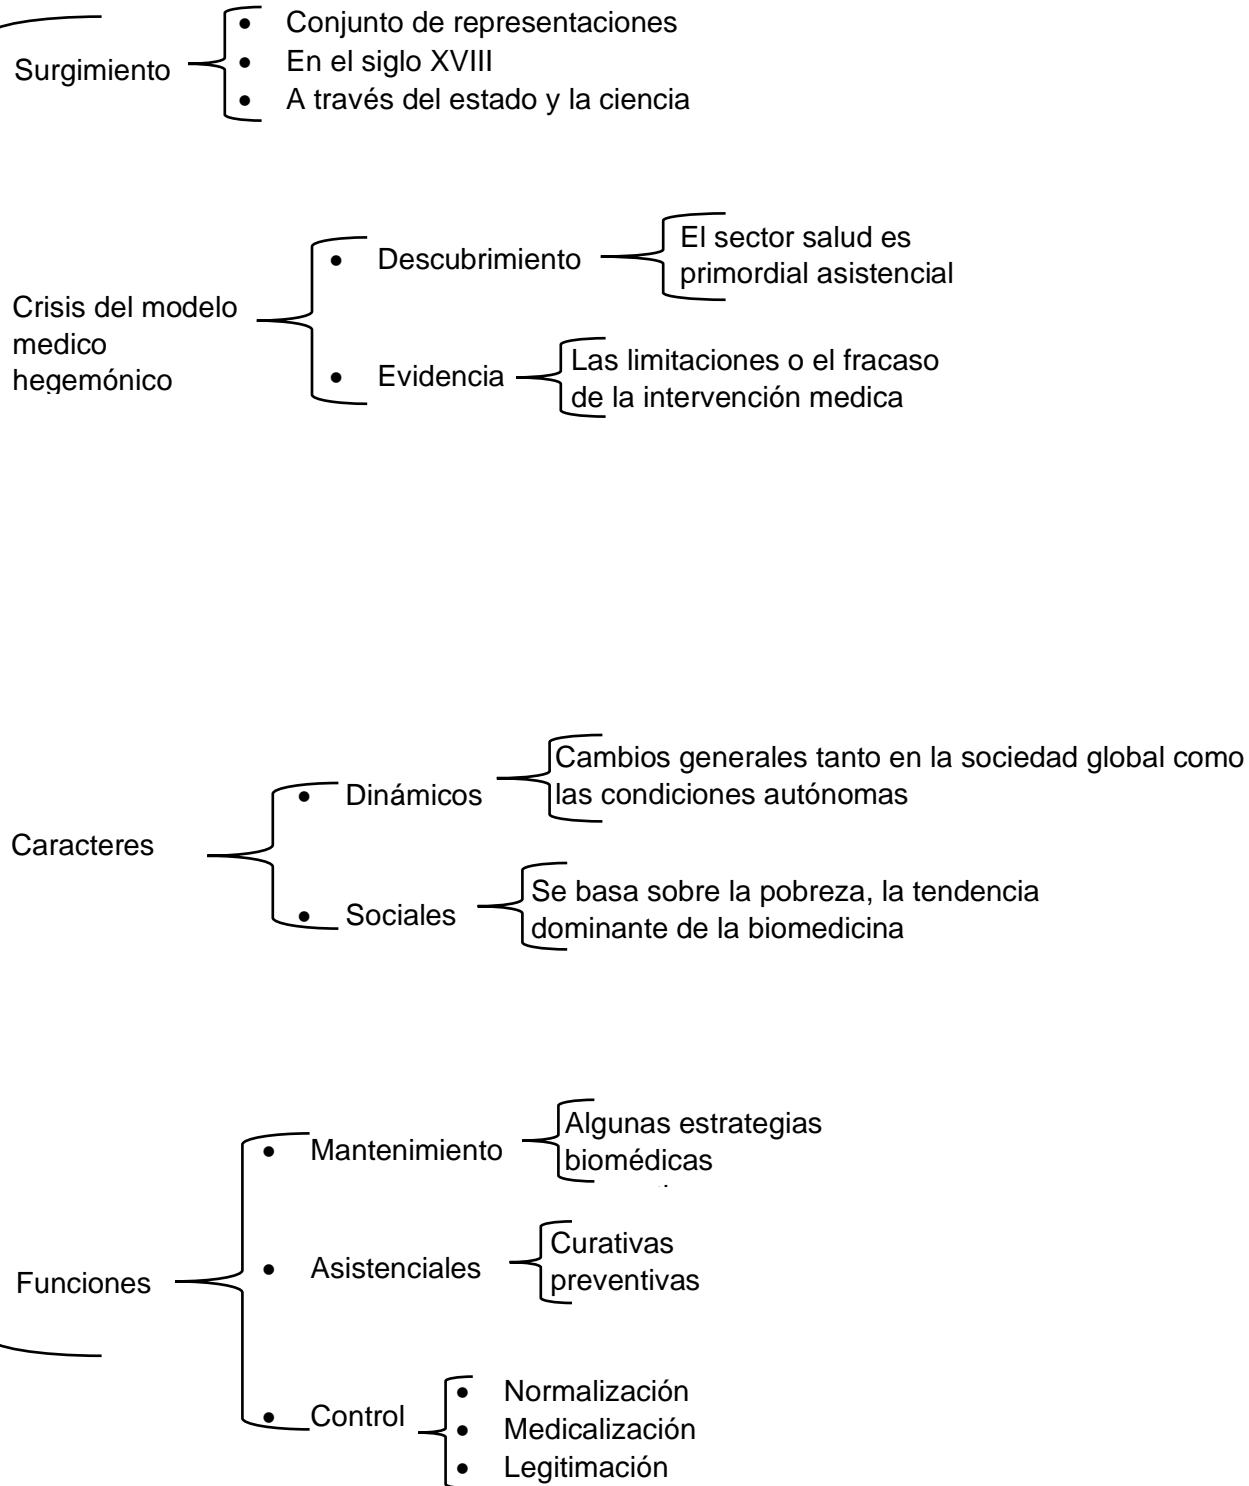 Surgimiento
• Conjunto de representaciones
• En el siglo XVIII
• A través del estado y la ciencia
Crisis del modelo
medico
hegemónico
• Descubrimiento
El sector salud es
primordial asistencial
• Evidencia
Las limitaciones o el fracaso
de la intervención medica
Caracteres
• Dinámicos
Cambios generales tanto en la sociedad global como
las condiciones autónomas
• Sociales
Se basa sobre la pobreza, la tendencia
dominante de la biomedicina
Funciones
• Mantenimiento
Algunas estrategias
biomédicas
• Asistenciales
Curativas
preventivas
• Control
• Normalización
• Medicalización
• Legitimación